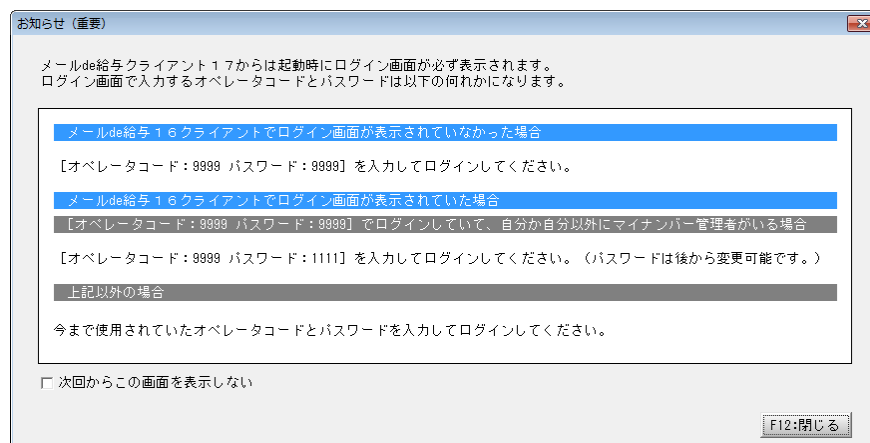 お知らせ（重要）
メールde給与クライアント１７からは起動時にログイン画面が必ず表示されます。
ログイン画面で入力するオペレータコードとパスワードは以下の何れかになります。
メールde給与１６クライアントでログイン画面が表示されていなかった場合
［オペレータコード：9999 パスワード：9999］を入力してログインしてください。
メールde給与１６クライアントでログイン画面が表示されていた場合
［オペレータコード：9999 パスワード：9999］でログインしていて、自分か自分以外にマイナンバー管理者がいる場合
［オペレータコード：9999 パスワード：1111］を入力してログインしてください。（パスワードは後から変更可能です。）
上記以外の場合
今まで使用されていたオペレータコードとパスワードを入力してログインしてください。
次回からこの画面を表示しない
F12:閉じる